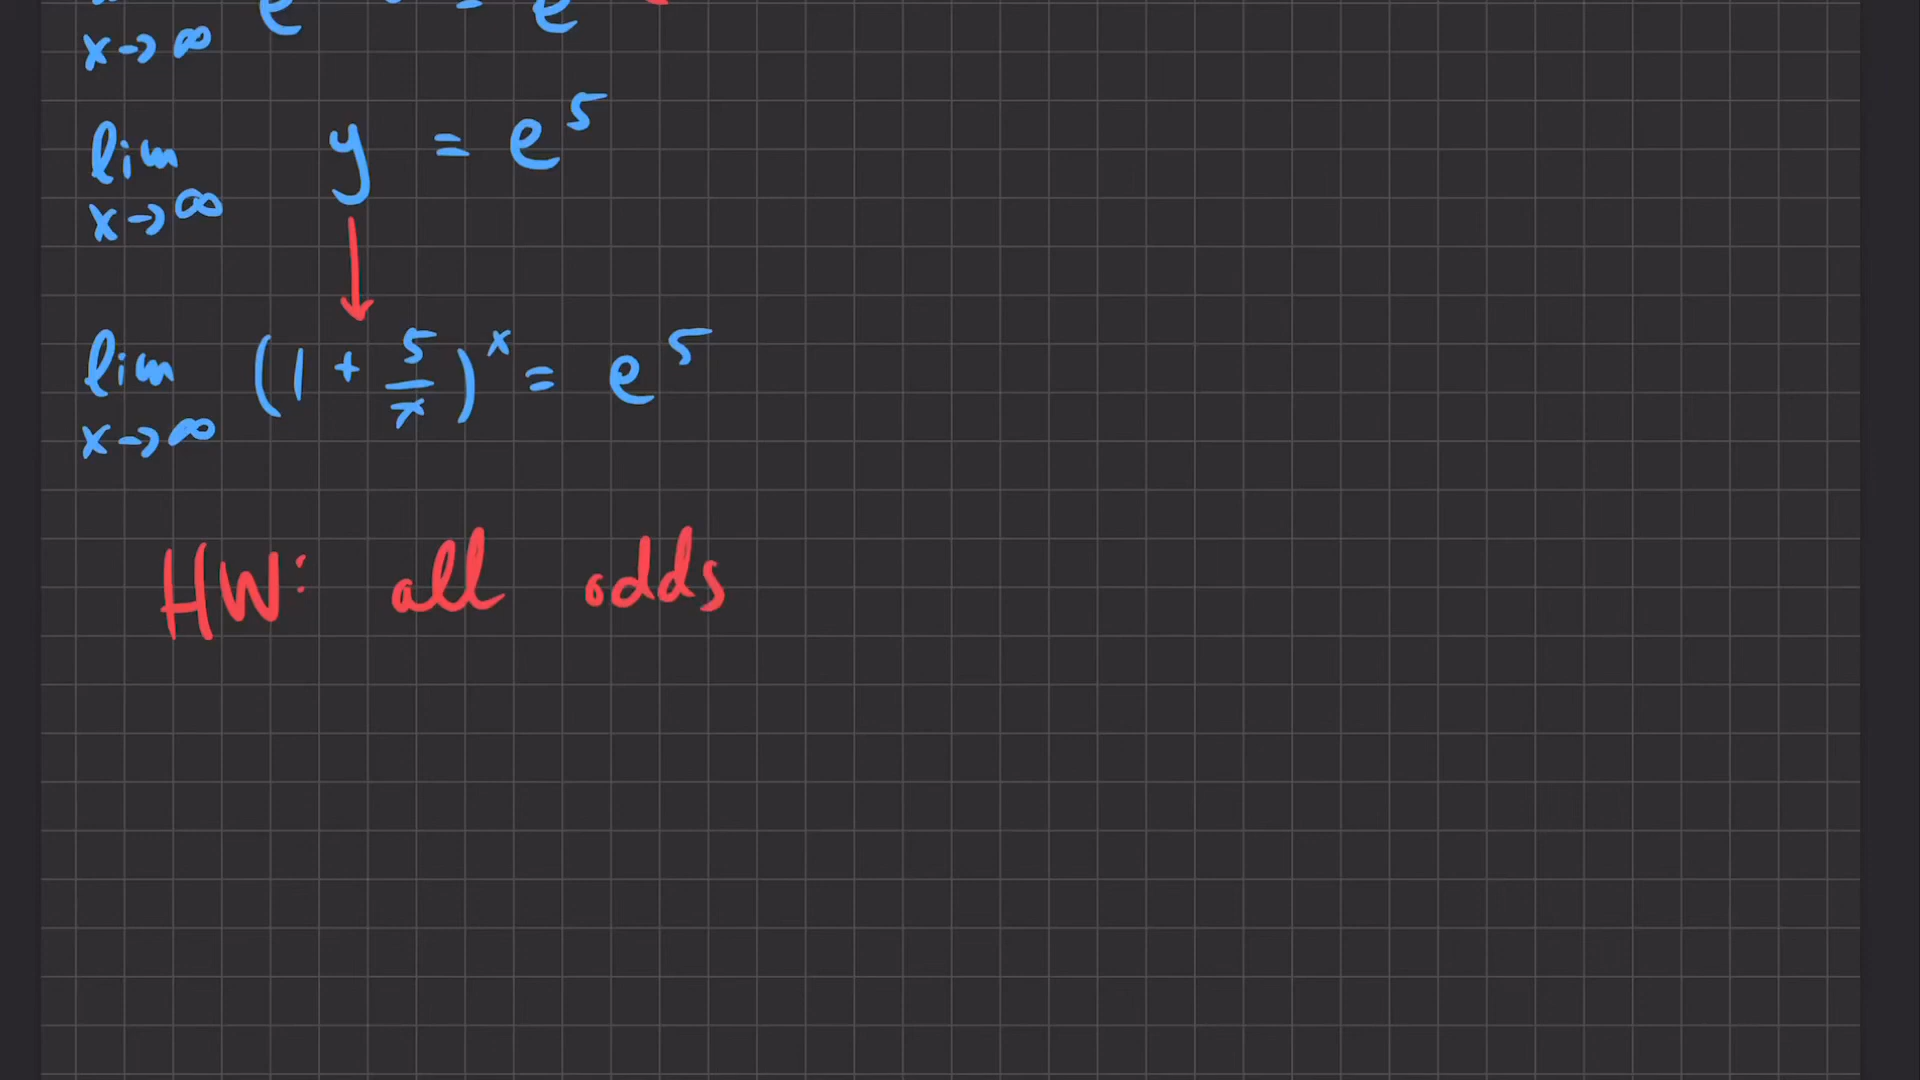 x→∞ e = e
lim y = e^5
x→∞
lim (1 + 5/x)^x = e^5
x→∞
HW: all odds